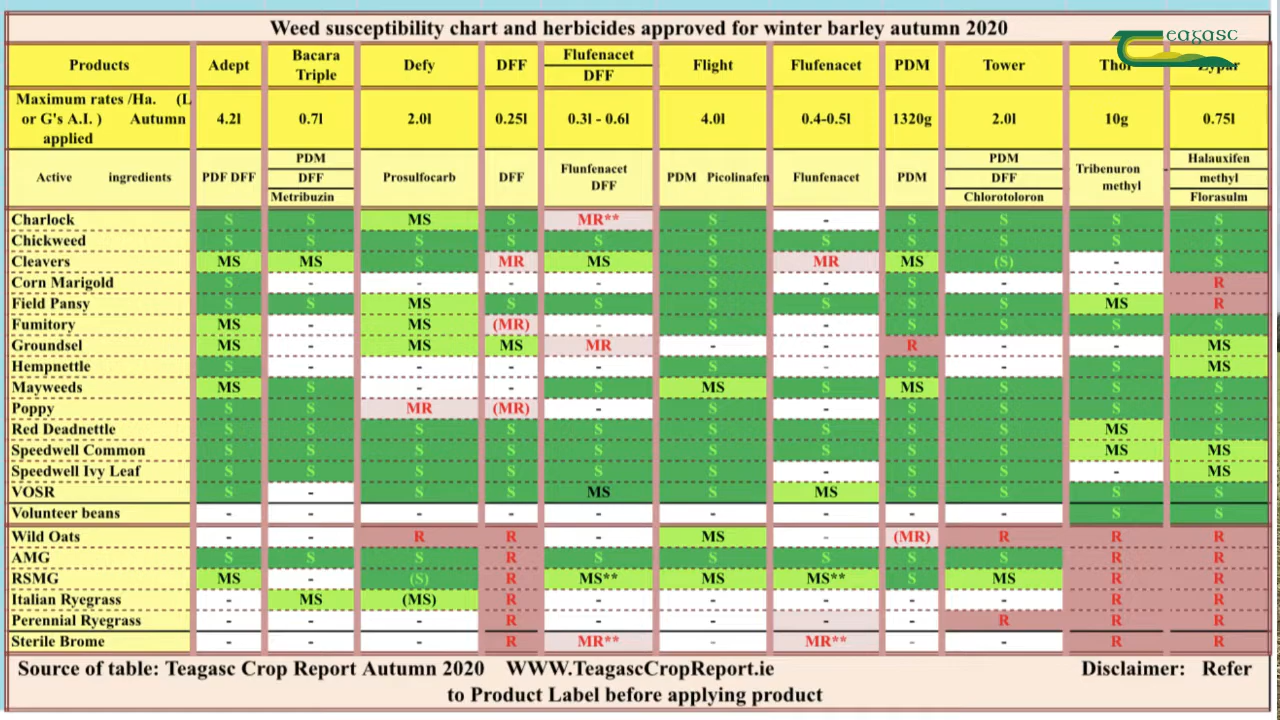 Weed susceptibility chart and herbicides approved for winter barley autumn 2020
eagasc
Products Adept Bacara Triple Defy DFF Flufenacet DFF Flight Flufenacet PDM Tower Thor Zypar
Maximum rates /Ha. (L or G's A.I. ) Autumn applied 4.2l 0.7l 2.0l 0.25l 0.3l - 0.6l 4.0l 0.4-0.5l 1320g 2.0l 10g 0.75l
Active ingredients PDF DFF PDM DFF Metribuzin Prosulfocarb DFF Flunfenacet DFF PDM Picolinafen Flunfenacet PDM PDM DFF Chlorotoloron Tribenuron methyl - Halauxifen methyl Florasulm
Charlock S S MS S MR** S - S S S S
Chickweed S S S S S S S S S S S
Cleavers MS MS S MR MS S MR MS (S) - S
Corn Marigold S - - - - S - S - - R
Field Pansy S S MS S S S S S S MS R
Fumitory MS - MS (MR) - S - S S S S
Groundsel MS - MS MS MR - - R - - MS
Hempnettle S - - - - S - S S S MS
Mayweeds MS S - - S MS S MS S S S
Poppy S S MR (MR) - S - S S S S
Red Deadnettle S S S S S S S S S MS S
Speedwell Common S S S S S S S S S MS MS
Speedwell Ivy Leaf S S S S S S - S S - MS
VOSR S - S S MS S MS S S S S
Volunteer beans - - - - - - - - - S S
Wild Oats - - R R - MS - (MR) R R R
AMG S S S R S S S S S R R
RSMG MS - (S) R MS** MS MS** S MS R R
Italian Ryegrass - MS (MS) R - - - - - R R
Perennial Ryegrass - - - R - - - - R R R
Sterile Brome - - - R MR** - MR** - - R R
Source of table: Teagasc Crop Report Autumn 2020 WWW.TeagascCropReport.ie Disclaimer: Refer
to Product Label before applying product